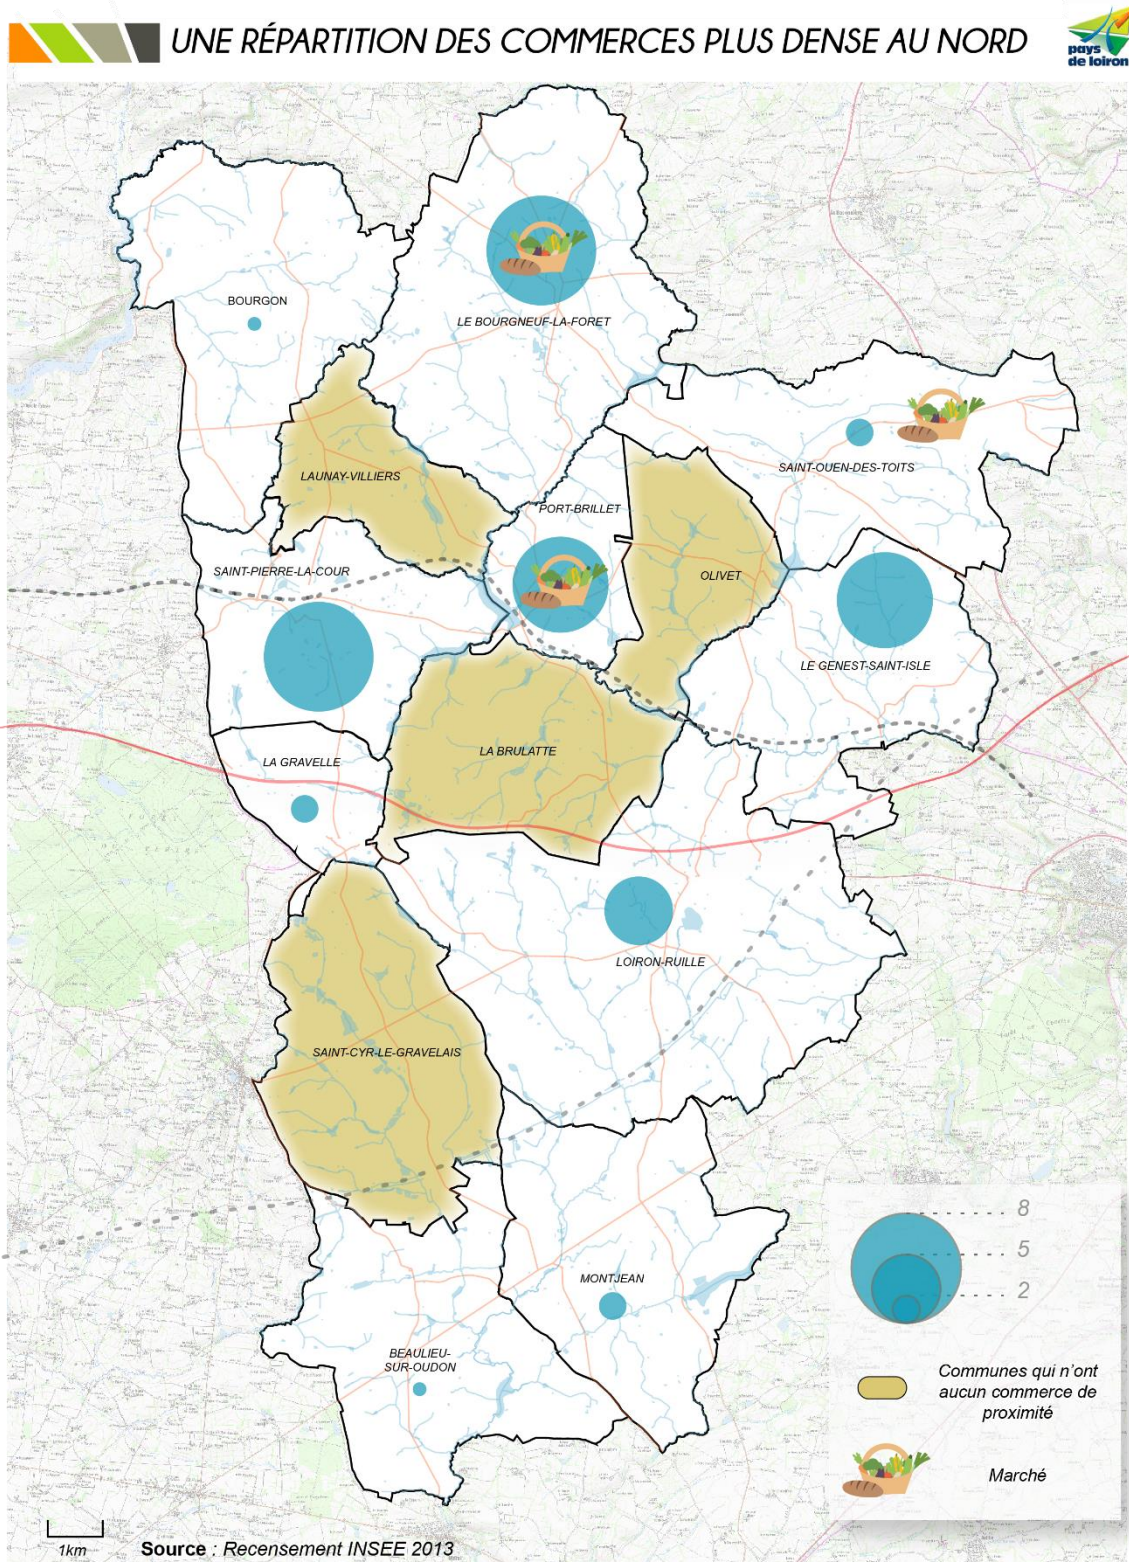 UNE RÉPARTITION DES COMMERCES PLUS DENSE AU NORD
pays
de loiron
BOURGON
LE BOURGNEUF-LA-FORET
LAUNAY-VILLIERS
SAINT-OUEN-DES-TOITS
PORT-BRILLET
SAINT-PIERRE-LA-COUR
OLIVET
LE GENEST-SAINT-ISLE
LA BRULATTE
LA GRAVELLE
LOIRON-RUILLE
SAINT-CYR-LE-GRAVELAIS
MONTJEAN
BEAULIEU-
SUR-OUDON
8
5
2
Communes qui n'ont
aucun commerce de
proximité
Marché
1km
Source : Recensement INSEE 2013